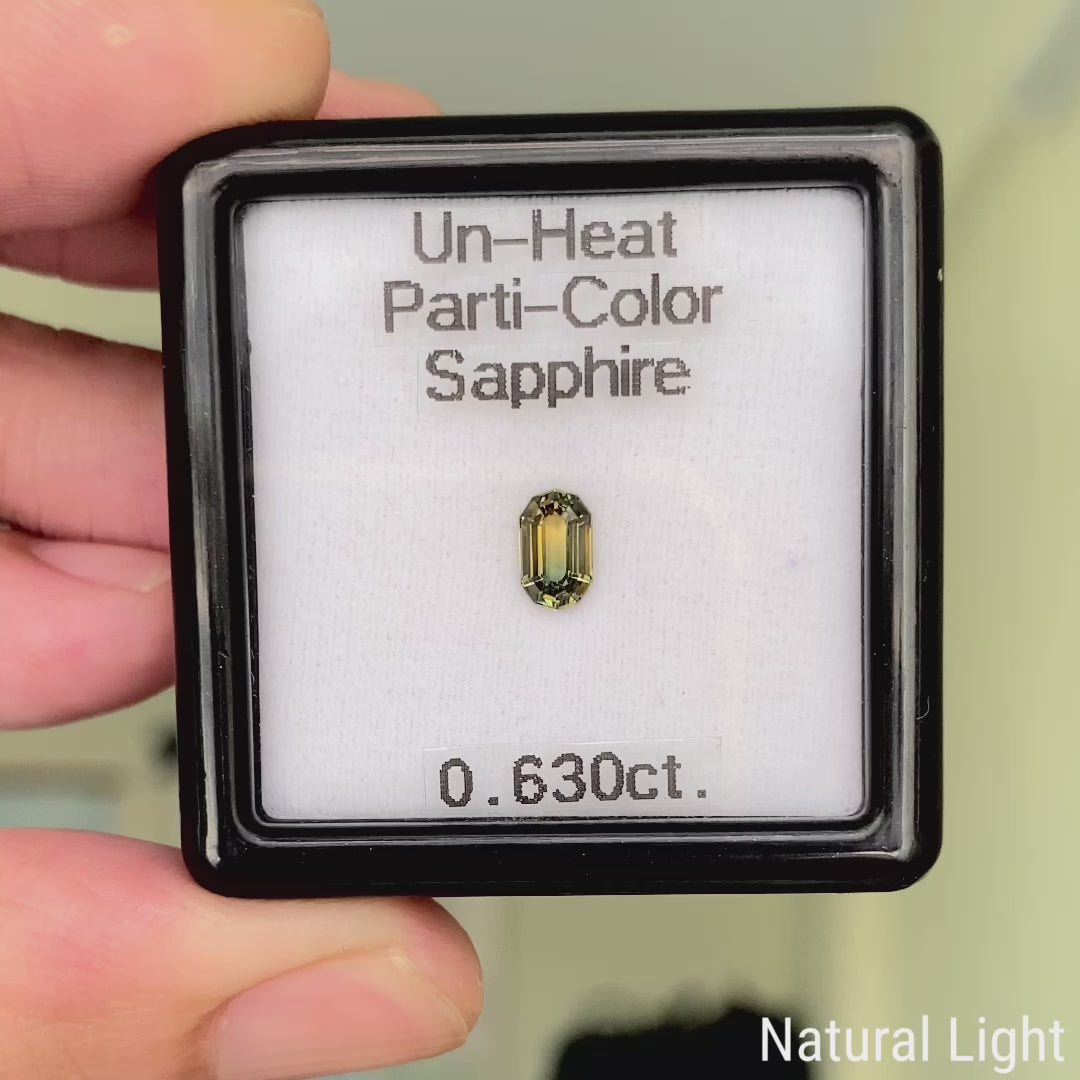 Un-Heat
Parti-Color
Sapphire
0.630ct.
Natural Light